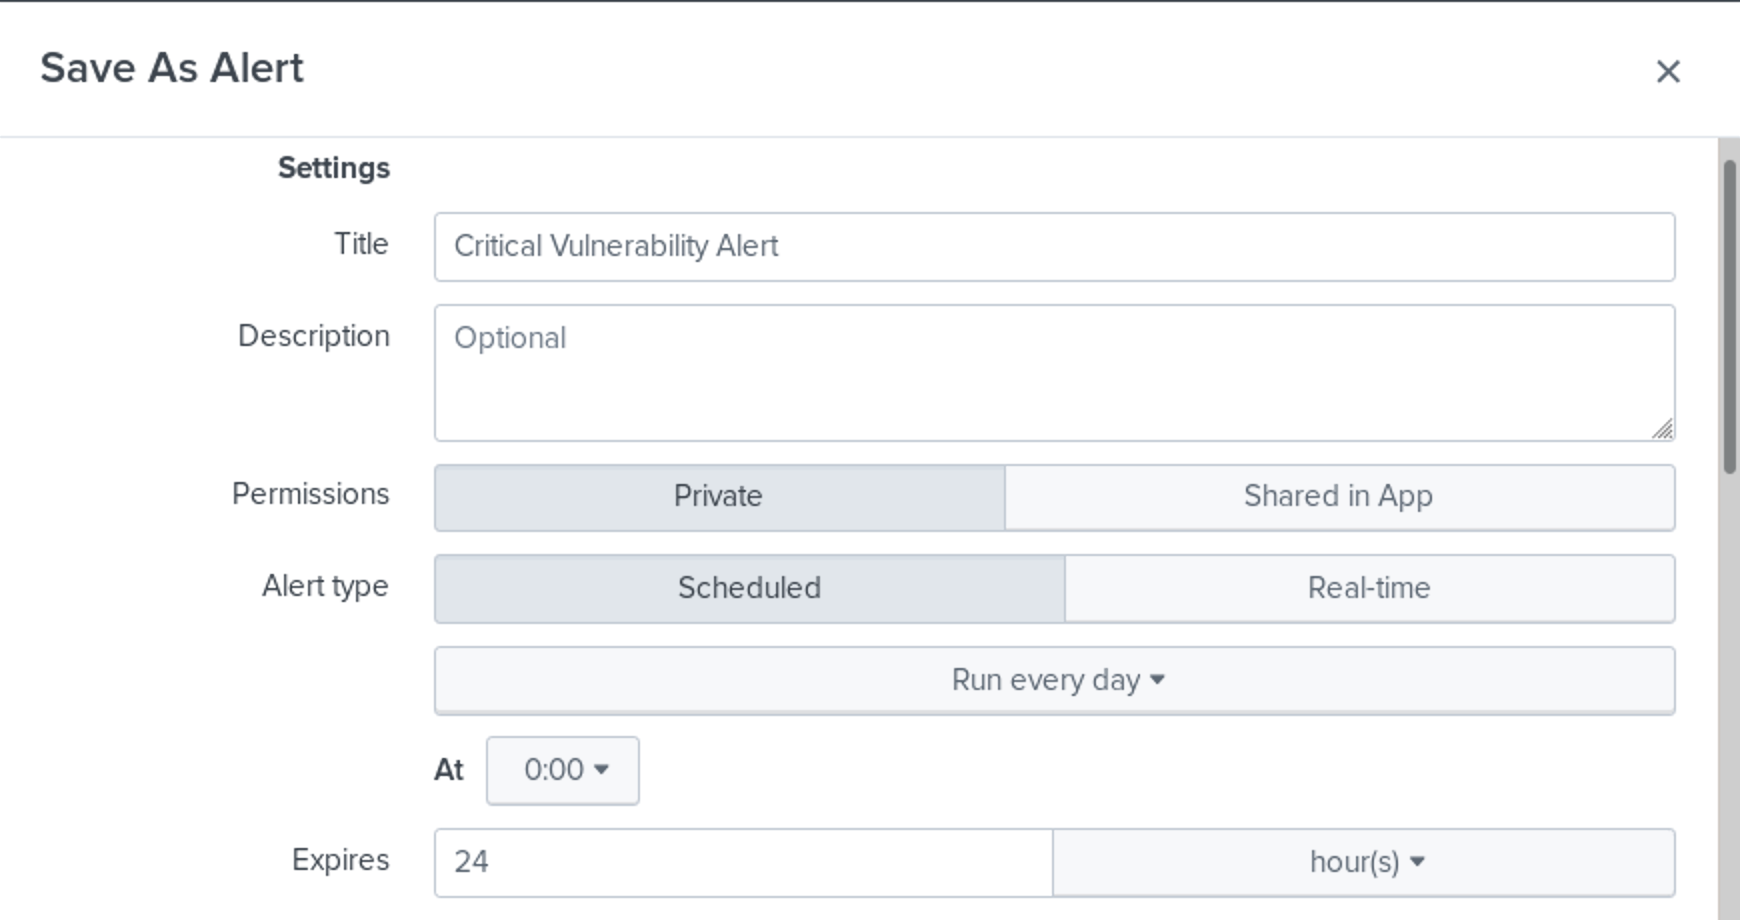 Save As Alert
Settings
Title Critical Vulnerability Alert
Description Optional
Permissions Private Shared in App
Alert type Scheduled Real-time
Run every day
At 0:00
Expires 24 hour(s)